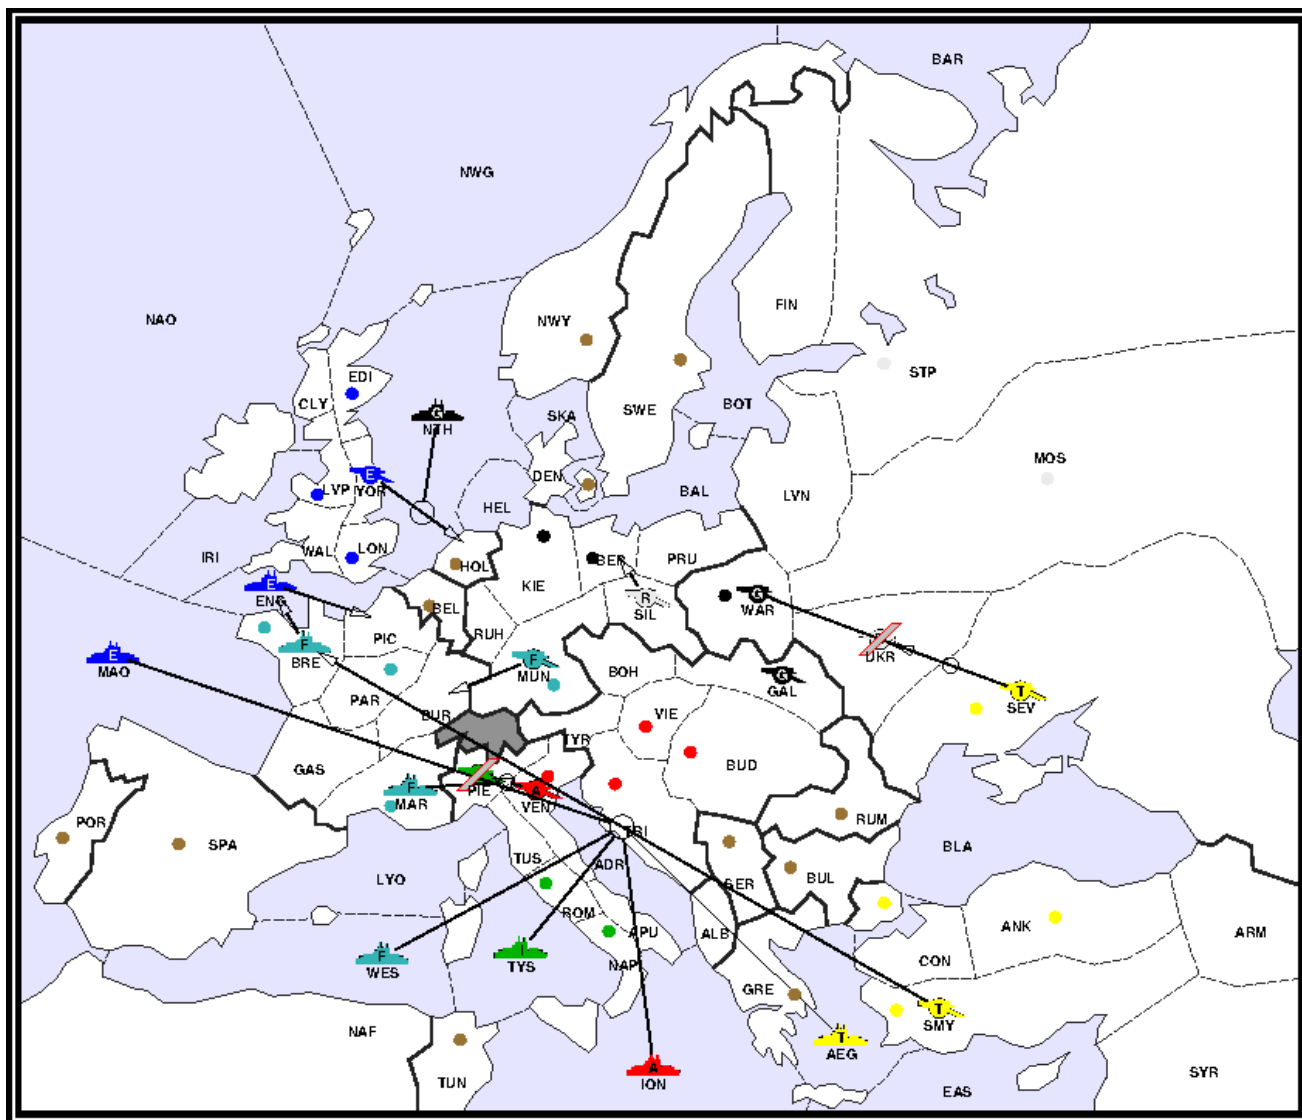 BAR
NWG
NAO
FIN
NWY
STP
EDI
CLY
SKA
SWE
BOT
G
NTH
MOS
E
LVP
YOR
DEN
HEL
BAL
LVN
IRI
WAL
LON
HOL
KIE
BER
PRU
E
ENG
BEL
R
SIL
G
WAR
PIC
RUH
F
BRE
E
MAO
F
MUN
BOH
UKR
G
GAL
T
SEV
PAR
BUR
VIE
TYR
BUD
GAS
F
MAR
PIE
A
VEN
RUM
POR
SPA
TRI
BLA
TUS
ADR
LYO
SER
BUL
ROM
APU
ALB
ANK
ARM
CON
F
WES
I
TYS
NAP
GRE
T
SMY
NAF
T
AEG
TUN
A
ION
EAS
SYR